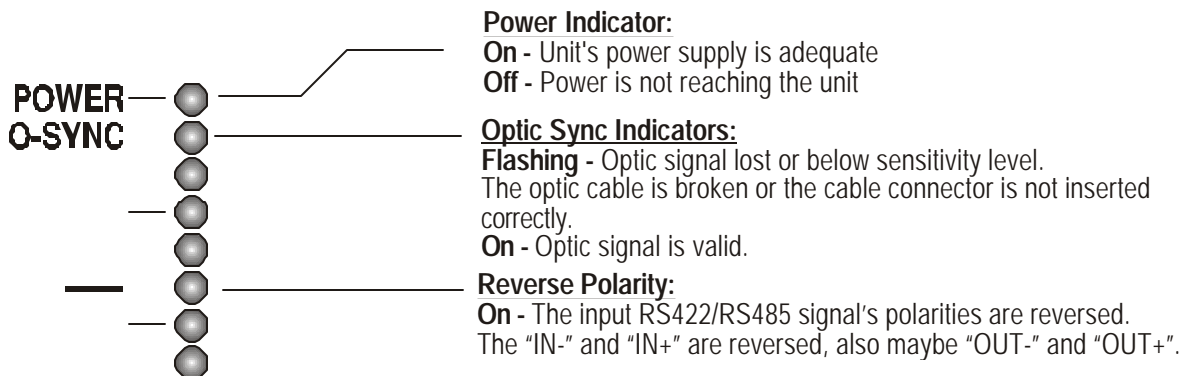 Power Indicator:
On - Unit's power supply is adequate
Off - Power is not reaching the unit
POWER
O-SYNC
Optic Sync Indicators:
Flashing - Optic signal lost or below sensitivity level.
The optic cable is broken or the cable connector is not inserted
correctly.
On - Optic signal is valid.
Reverse Polarity:
On - The input RS422/RS485 signal’s polarities are reversed.
The “IN-” and “IN+” are reversed, also maybe “OUT-” and “OUT+”.